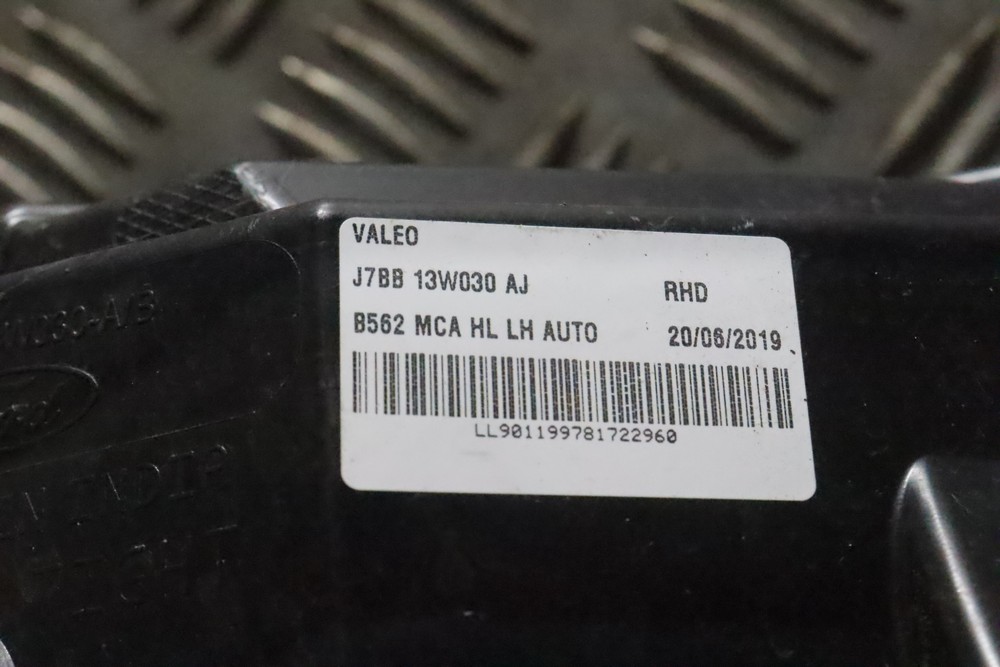 VALEO
J7BB 13W030 AJ
RHD
B562 MCA HL LH AUTO
20/06/2019
LL901199781722960